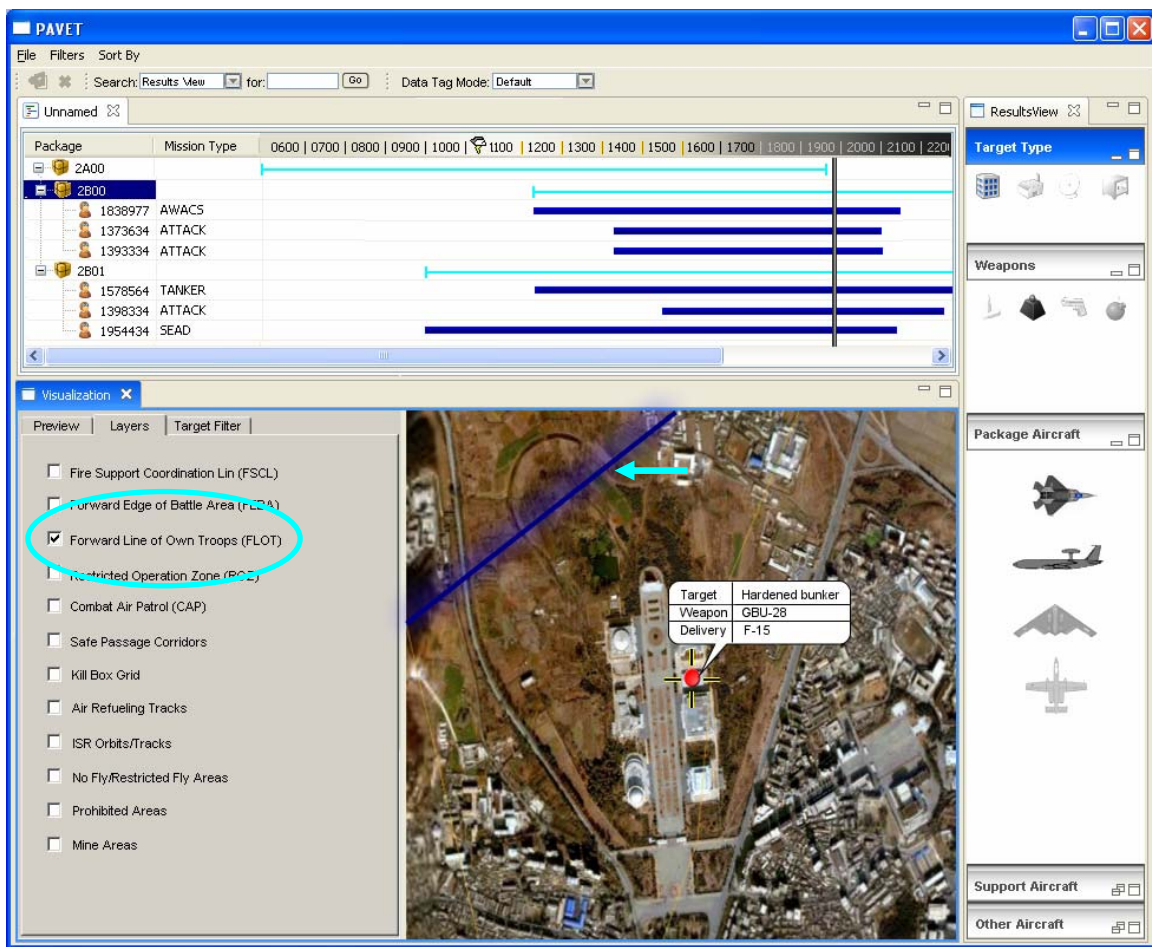 PAVET
File Filters Sort By
Search: Results View for: Go Data Tag Mode: Default
Unnamed
Package Mission Type 0600 | 0700 | 0800 | 0900 | 1000 | 1100 | 1200 | 1300 | 1400 | 1500 | 1600 | 1700 | 1800 | 1900 | 2000 | 2100 |
2A00
2B00
1838977 AWACS
1373634 ATTACK
1393334 ATTACK
2B01
1578564 TANKER
1398334 ATTACK
1954434 SEAD
Visualization
Preview | Layers | Target Filter |
Fire Support Coordination Lin (FSCL)
Forward Edge of Battle Area (FEBA)
Forward Line of Own Troops (FLOT)
Restricted Operation Zone (ROZ)
Combat Air Patrol (CAP)
Safe Passage Corridors
Kill Box Grid
Air Refueling Tracks
ISR Orbits/Tracks
No Fly/Restricted Fly Areas
Prohibited Areas
Mine Areas
Target Hardened bunker
Weapon GBU-28
Delivery F-15
ResultsView
Target Type
Weapons
Package Aircraft
Support Aircraft
Other Aircraft